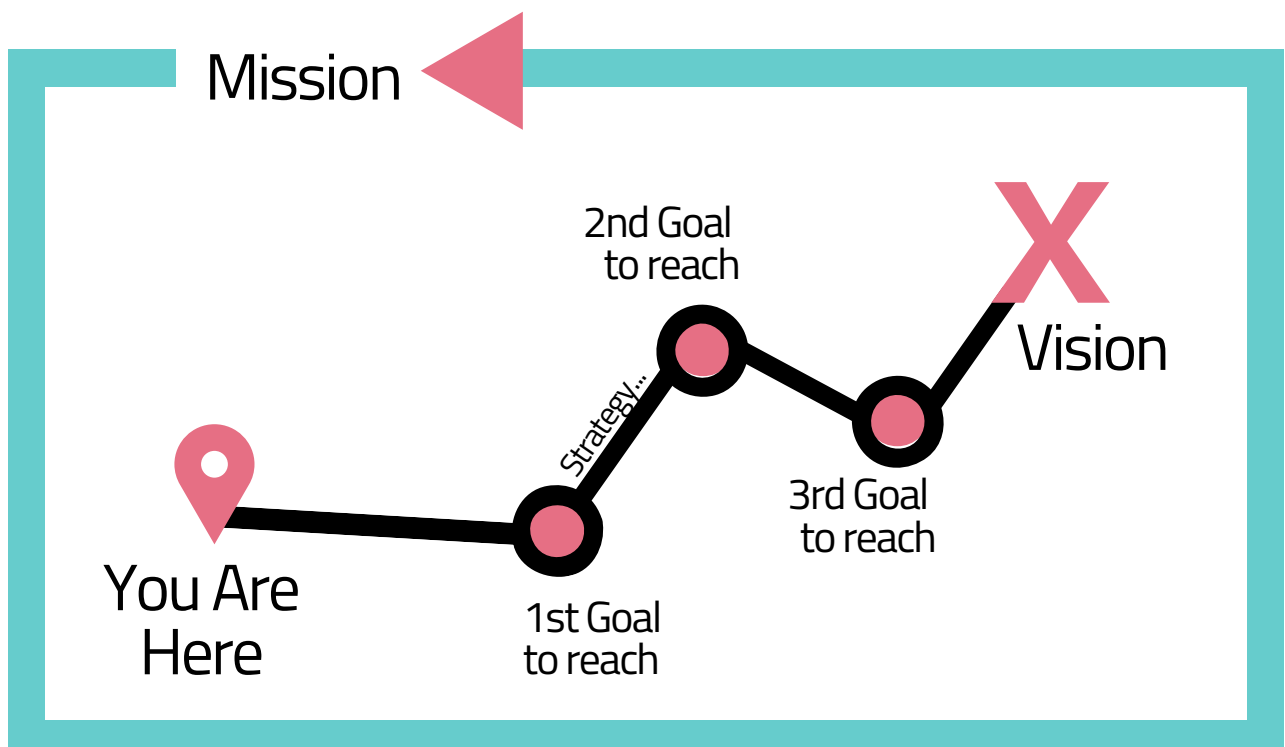 Mission
2nd Goal
to reach
X
Vision
Strategy...
3rd Goal
to reach
You Are
Here
1st Goal
to reach